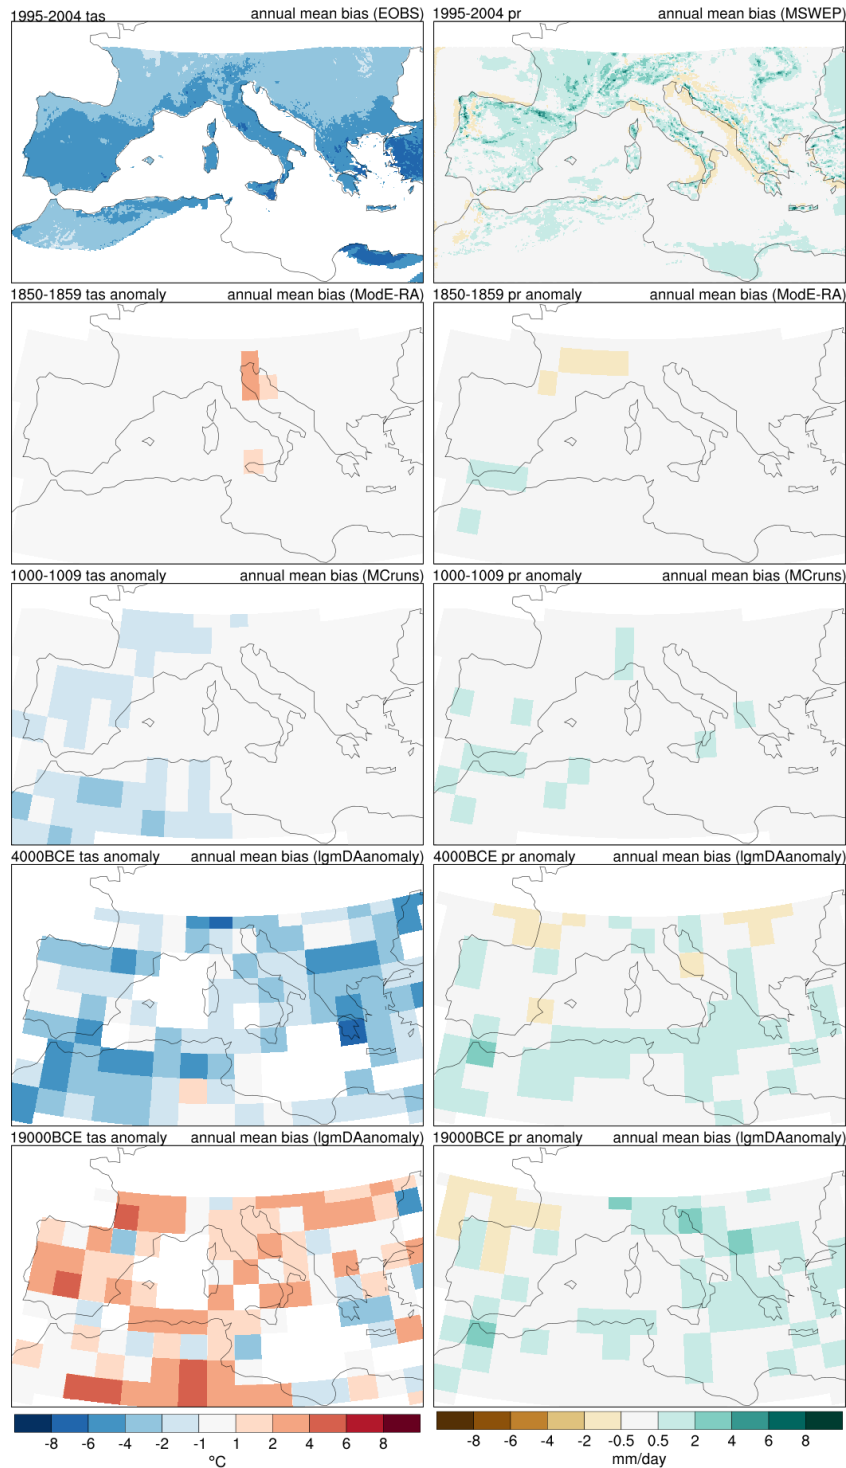 1995-2004 tas annual mean bias (EOBS) 1995-2004 pr annual mean bias (MSWEP)
1850-1859 tas anomaly annual mean bias (ModE-RA) 1850-1859 pr anomaly annual mean bias (ModE-RA)
1000-1009 tas anomaly annual mean bias (MCruns) 1000-1009 pr anomaly annual mean bias (MCruns)
4000BCE tas anomaly annual mean bias (lgmDAanomaly) 4000BCE pr anomaly annual mean bias (lgmDAanomaly)
19000BCE tas anomaly annual mean bias (lgmDAanomaly) 19000BCE pr anomaly annual mean bias (lgmDAanomaly)
-8 -6 -4 -2 -1 1 2 4 6 8 -8 -6 -4 -2 -0.5 0.5 2 4 6 8
°C mm/day